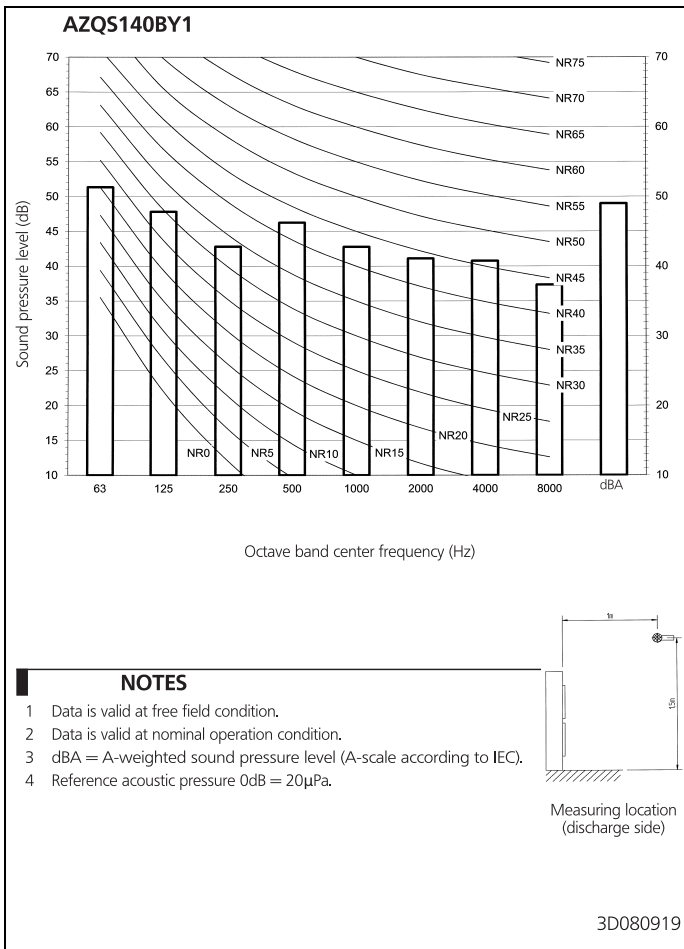 AZQS140BY1
70
65
60
55
50
45
40
35
30
25
20
15
10
70
60
50
40
30
20
10
Sound pressure level (dB)
NR75
NR70
NR65
NR60
NR55
NR50
NR45
NR40
NR35
NR30
NR25
NR20
NR15
NR10
NR5
NR0
63 125 250 500 1000 2000 4000 8000 dBA
Octave band center frequency (Hz)
NOTES
1 Data is valid at free field condition.
2 Data is valid at nominal operation condition.
3 dBA = A-weighted sound pressure level (A-scale according to IEC).
4 Reference acoustic pressure 0dB = 20µPa.
1m
1.5m
Measuring location
(discharge side)
3D080919